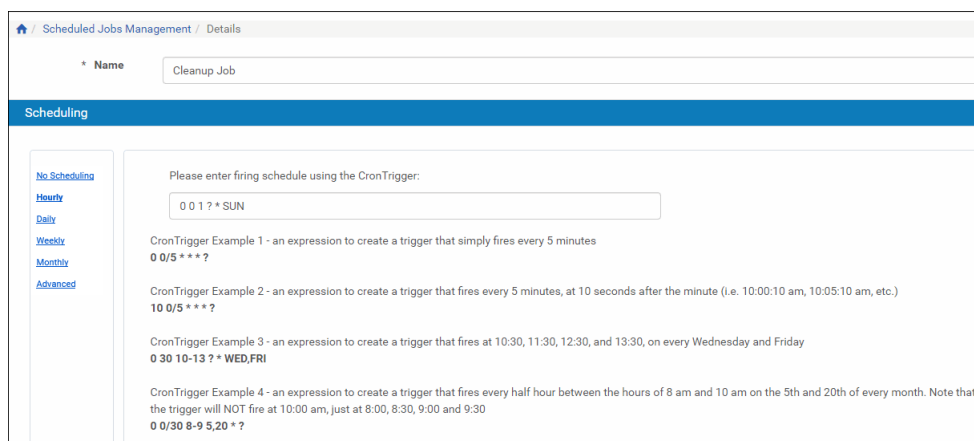 / Scheduled Jobs Management / Details
* Name
Cleanup Job
Scheduling
No Scheduling
Hourly
Daily
Weekly
Monthly
Advanced
Please enter firing schedule using the CronTrigger:
0 0 1 ? * SUN
CronTrigger Example 1 - an expression to create a trigger that simply fires every 5 minutes
0 0/5 * * * ?
CronTrigger Example 2 - an expression to create a trigger that fires every 5 minutes, at 10 seconds after the minute (i.e. 10:00:10 am, 10:05:10 am, etc.)
10 0/5 * * * ?
CronTrigger Example 3 - an expression to create a trigger that fires at 10:30, 11:30, 12:30, and 13:30, on every Wednesday and Friday
0 30 10-13 ? * WED,FRI
CronTrigger Example 4 - an expression to create a trigger that fires every half hour between the hours of 8 am and 10 am on the 5th and 20th of every month. Note that
the trigger will NOT fire at 10:00 am, just at 8:00, 8:30, 9:00 and 9:30
0 0/30 8-9 5,20 * ?